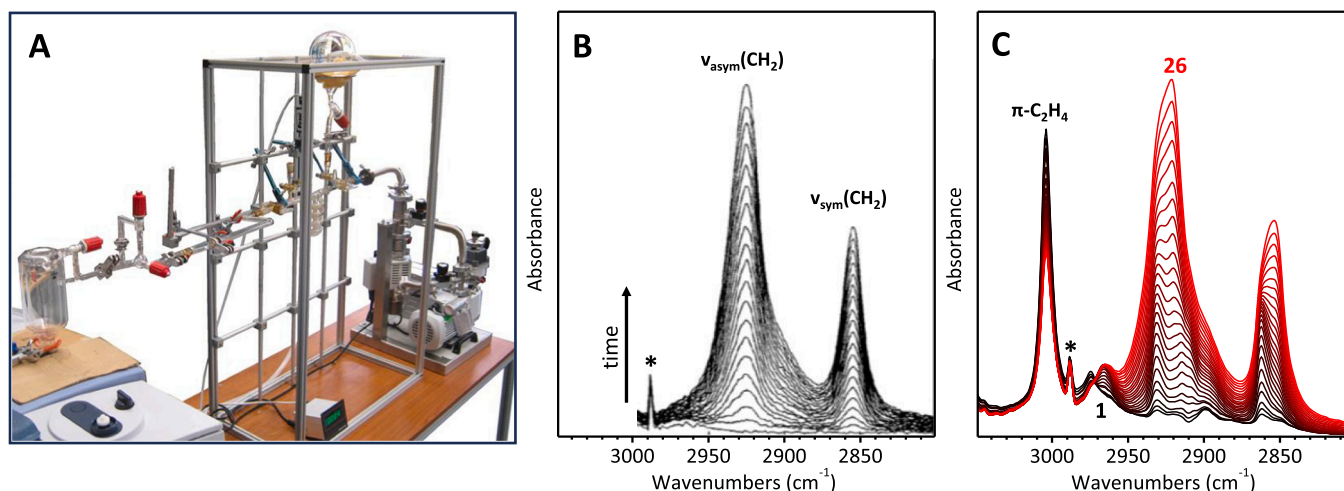 A
B
ν_asym(CH₂)
ν_sym(CH₂)
time
*
Absorbance
3000
2950
2900
2850
Wavenumbers (cm⁻¹)
C
26
π-C₂H₄
*
1
Absorbance
3000
2950
2900
2850
Wavenumbers (cm⁻¹)